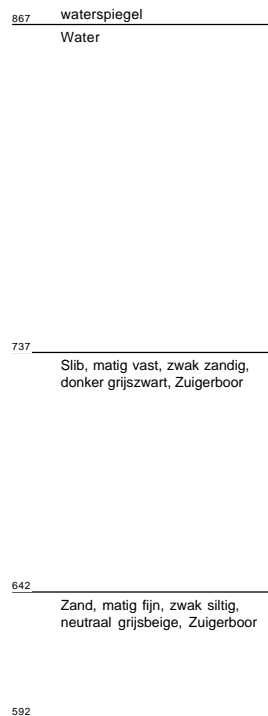 867 waterspiegel
Water
737
Slib, matig vast, zwak zandig,
donker grijszwart, Zuigerboor
642
Zand, matig fijn, zwak siltig,
neutraal grijsbeige, Zuigerboor
592